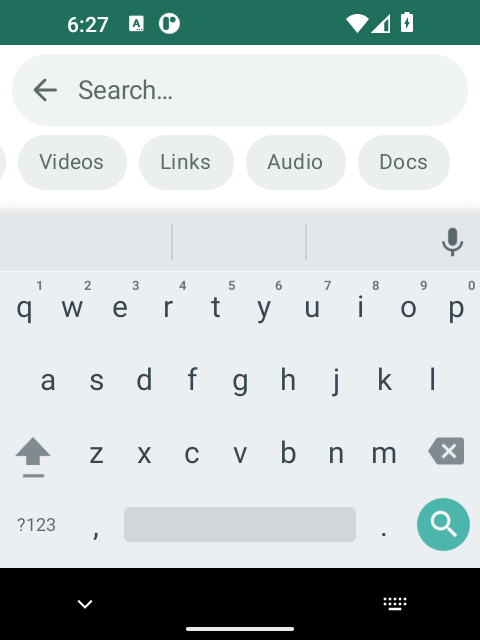 6:27
Search...
Videos Links Audio Docs
1 2 3 4 5 6 7 8 9 0
q w e r t y u i o p
a s d f g h j k l
z x c v b n m
?123 , .